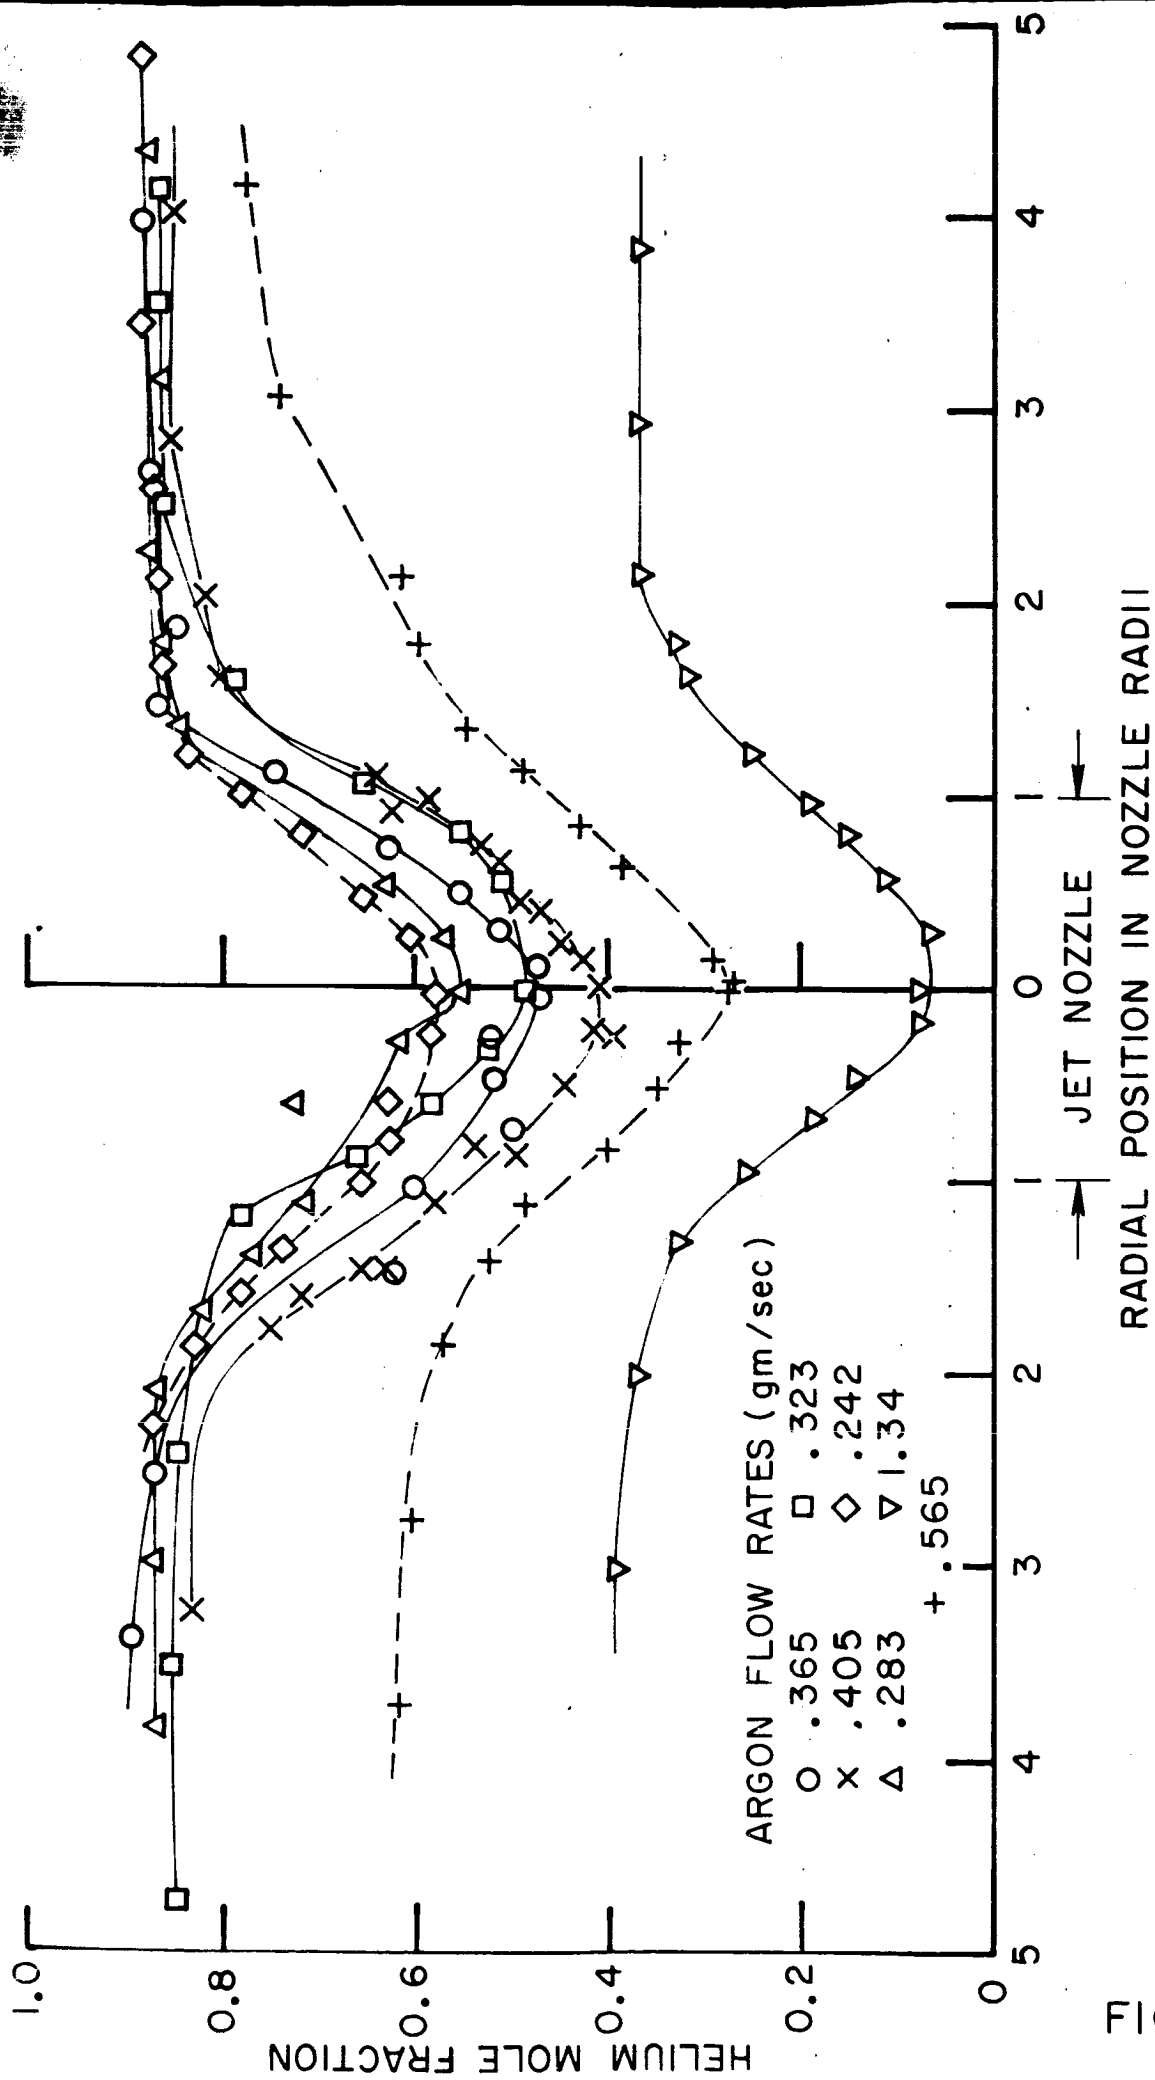 HELIUM MOLE FRACTION
1.0
0.8
0.6
0.4
0.2
0
5
4
3
2
1
0
1
2
3
4
5
ARGON FLOW RATES (gm/sec)
○ .365 □ .323
× .405 ◇ .242
△ .283 ▽ 1.34
+ .565
JET NOZZLE
RADIAL POSITION IN NOZZLE RADII